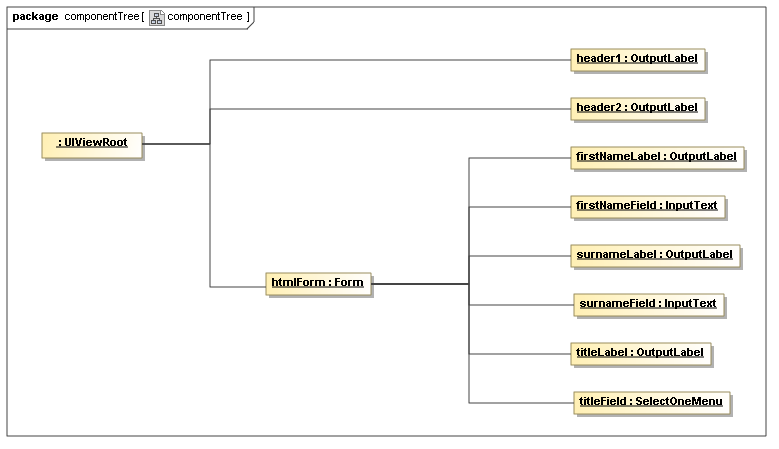 package componentTree [ componentTree ]
header1 : OutputLabel
header2 : OutputLabel
: UIViewRoot
firstNameLabel : OutputLabel
firstNameField : InputText
surnameLabel : OutputLabel
htmlForm : Form
surnameField : InputText
titleLabel : OutputLabel
titleField : SelectOneMenu